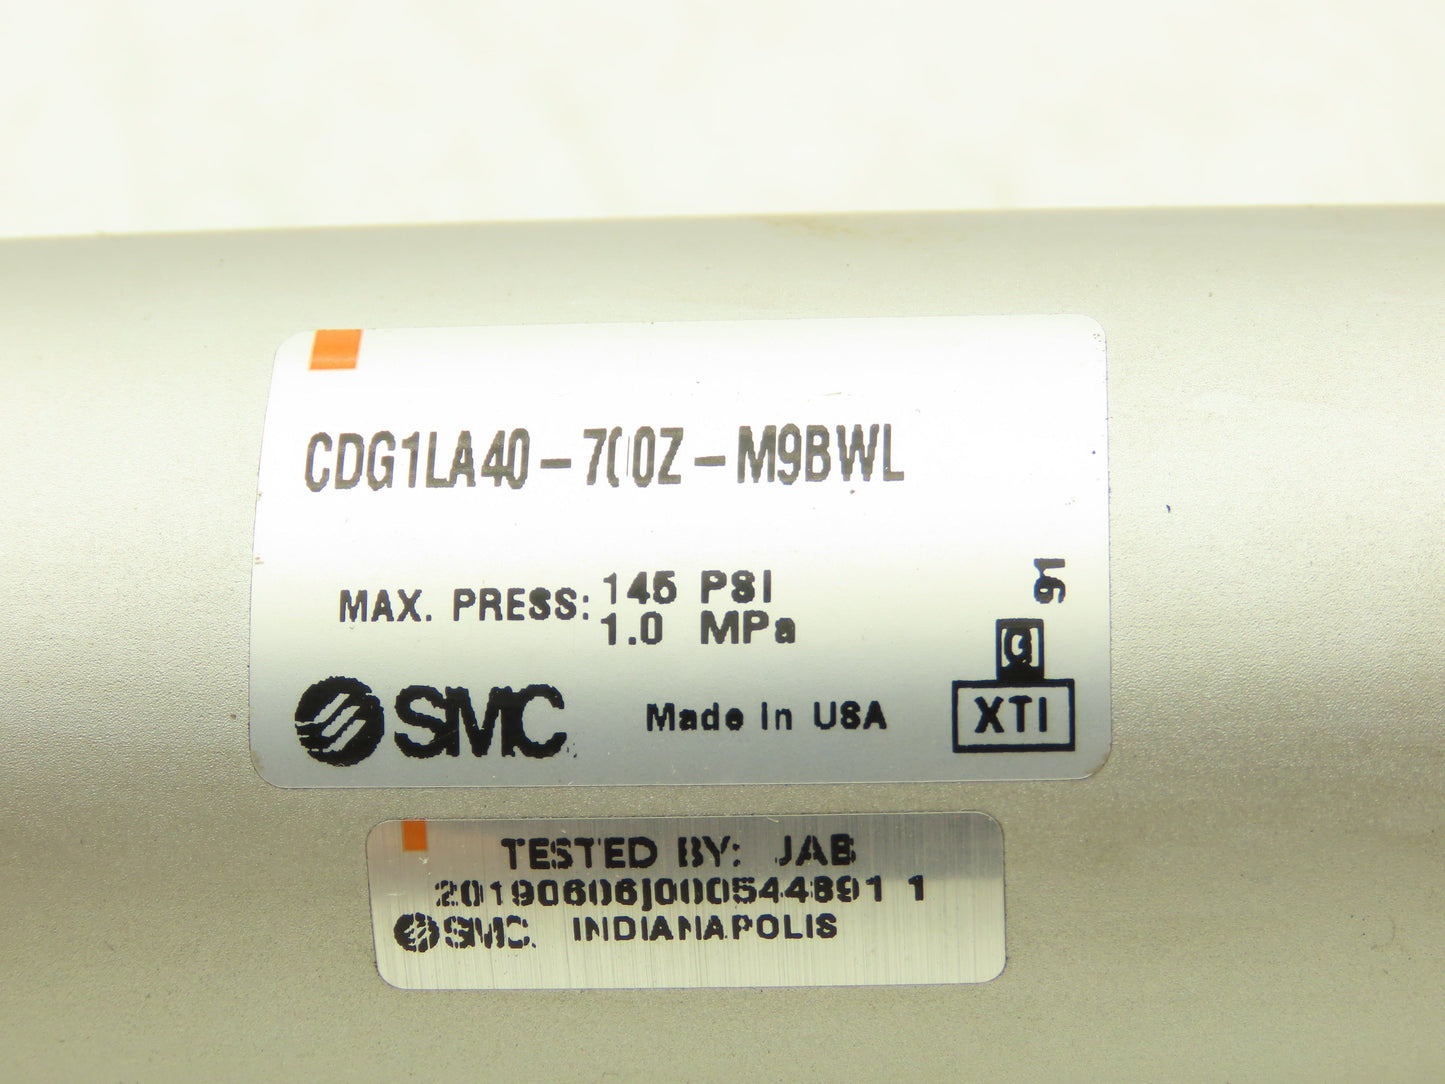 CDG1LA40-700Z-M9BWL
MAX. PRESS: 145 PSI
1.0 MPa
91
G
XTI
SMC
Made in USA
TESTED BY: JAB
20190606J000544891 1
SMC INDIANAPOLIS